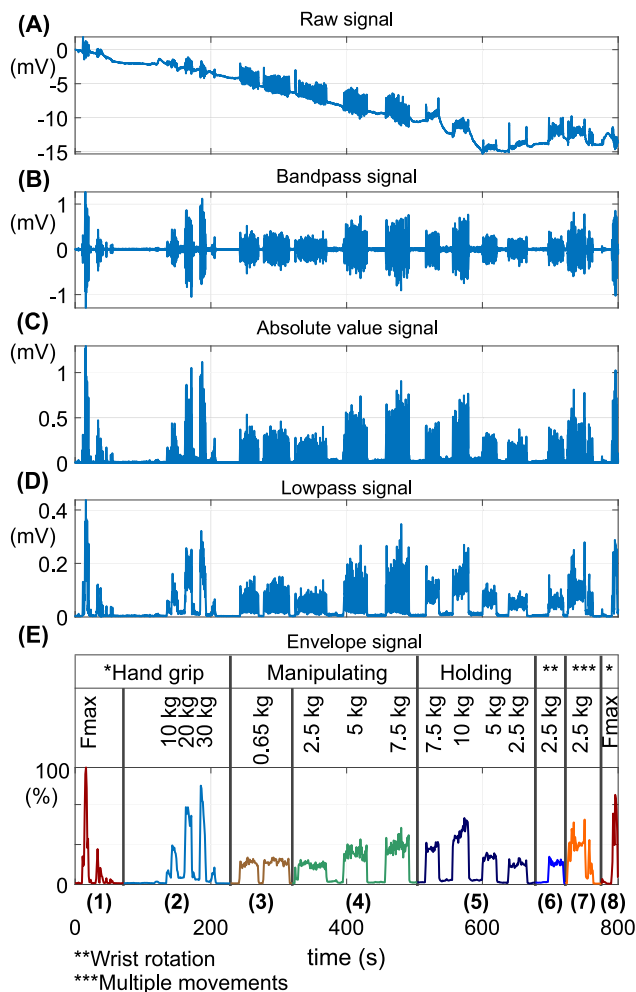 (A) Raw signal
0
(mV)
-5
-10
-15
(B) Bandpass signal
1
(mV)
0
-1
(C) Absolute value signal
(mV)
1
0.5
0
(D) Lowpass signal
0.4
(mV)
0.2
0
(E) Envelope signal
*Hand grip Manipulating Holding ** *** *
Fmax 10 kg 20 kg 30 kg 0.65 kg 2.5 kg 5 kg 7.5 kg 7.5 kg 10 kg 5 kg 2.5 kg 2.5 kg 2.5 kg Fmax
100
(%)
0
(1) (2) (3) (4) (5) (6) (7) (8)
0 200 400 600 800
time (s)
**Wrist rotation
***Multiple movements